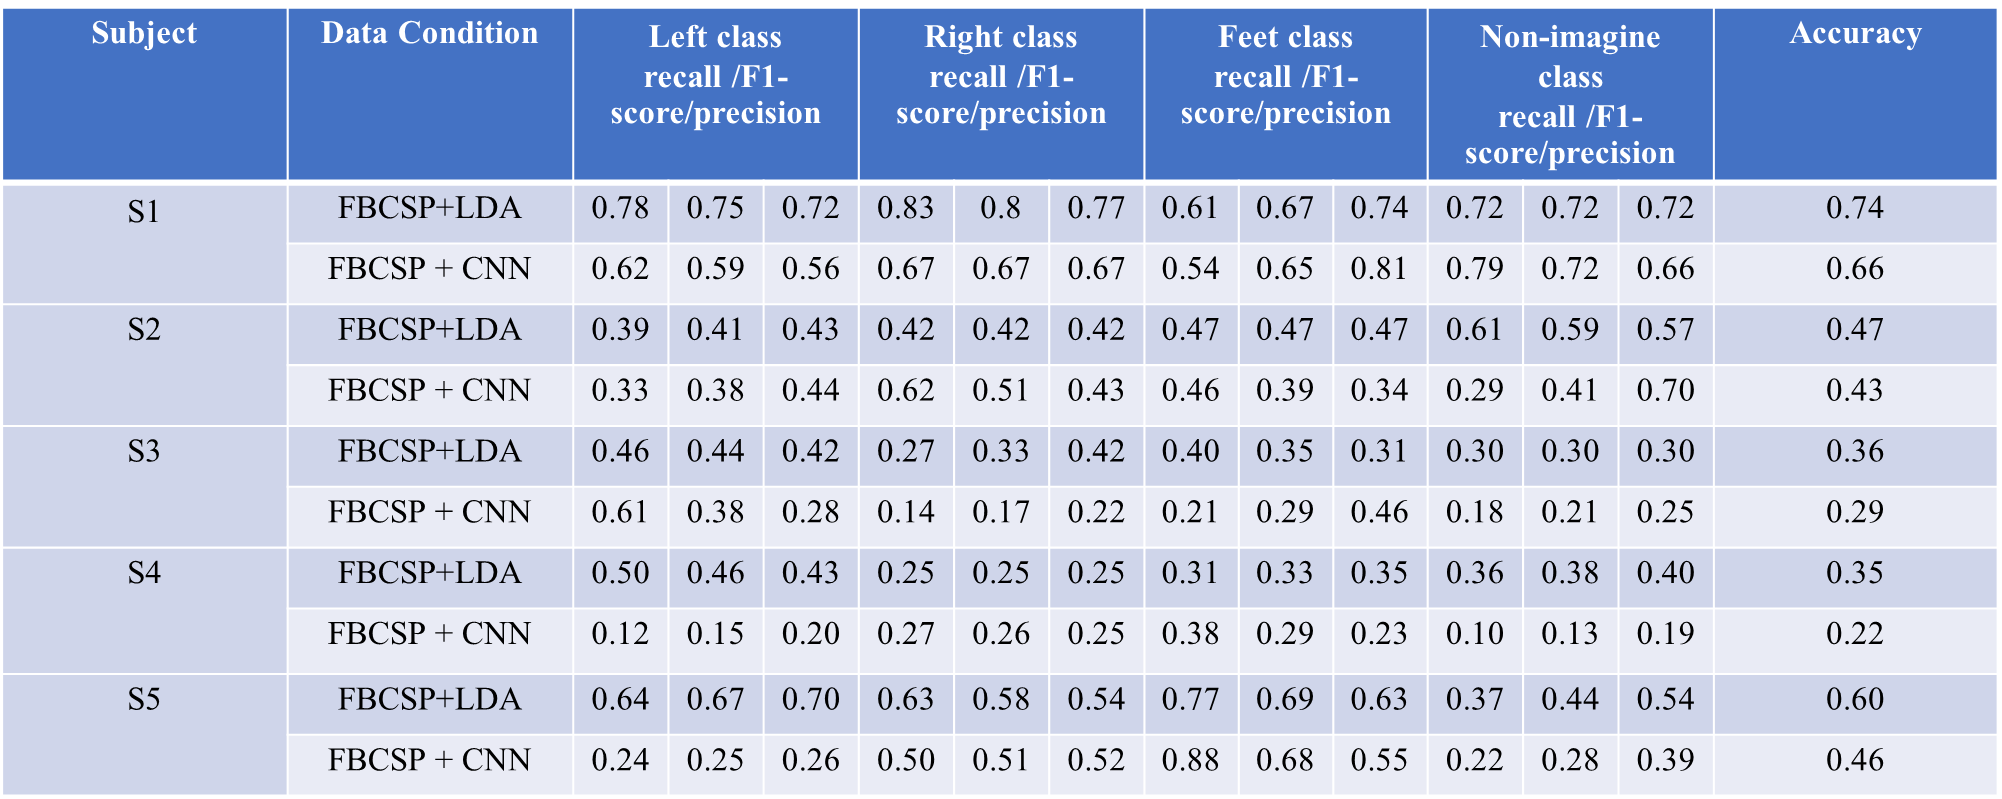 Subject Data Condition Left class recall /F1-score/precision Right class recall /F1-score/precision Feet class recall /F1-score/precision Non-imagine class recall /F1-score/precision Accuracy
S1 FBCSP+LDA 0.78 0.75 0.72 0.83 0.8 0.77 0.61 0.67 0.74 0.72 0.72 0.72 0.74
FBCSP + CNN 0.62 0.59 0.56 0.67 0.67 0.67 0.54 0.65 0.81 0.79 0.72 0.66 0.66
S2 FBCSP+LDA 0.39 0.41 0.43 0.42 0.42 0.42 0.47 0.47 0.47 0.61 0.59 0.57 0.47
FBCSP + CNN 0.33 0.38 0.44 0.62 0.51 0.43 0.46 0.39 0.34 0.29 0.41 0.70 0.43
S3 FBCSP+LDA 0.46 0.44 0.42 0.27 0.33 0.42 0.40 0.35 0.31 0.30 0.30 0.30 0.36
FBCSP + CNN 0.61 0.38 0.28 0.14 0.17 0.22 0.21 0.29 0.46 0.18 0.21 0.25 0.29
S4 FBCSP+LDA 0.50 0.46 0.43 0.25 0.25 0.25 0.31 0.33 0.35 0.36 0.38 0.40 0.35
FBCSP + CNN 0.12 0.15 0.20 0.27 0.26 0.25 0.38 0.29 0.23 0.10 0.13 0.19 0.22
S5 FBCSP+LDA 0.64 0.67 0.70 0.63 0.58 0.54 0.77 0.69 0.63 0.37 0.44 0.54 0.60
FBCSP + CNN 0.24 0.25 0.26 0.50 0.51 0.52 0.88 0.68 0.55 0.22 0.28 0.39 0.46